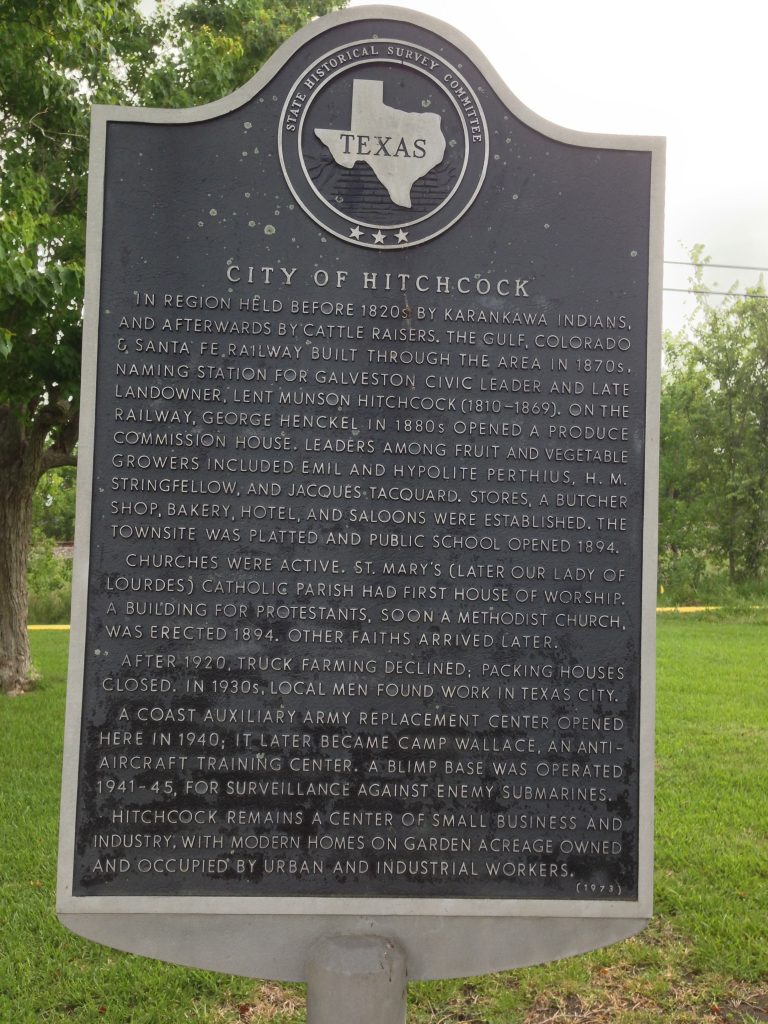 STATE HISTORICAL SURVEY COMMITTEE
TEXAS
CITY OF HITCHCOCK
IN REGION HELD BEFORE 1820s BY KARANKAWA INDIANS,
AND AFTERWARDS BY CATTLE RAISERS. THE GULF, COLORADO
& SANTA FE RAILWAY BUILT THROUGH THE AREA IN 1870s,
NAMING STATION FOR GALVESTON CIVIC LEADER AND LATE
LANDOWNER, LENT MUNSON HITCHCOCK (1810-1869). ON THE
RAILWAY, GEORGE HENCKEL IN 1880s OPENED A PRODUCE
COMMISSION HOUSE. LEADERS AMONG FRUIT AND VEGETABLE
GROWERS INCLUDED EMIL AND HYPOLITE PERTHIUS, H. M.
STRINGFELLOW, AND JACQUES TACQUARD. STORES, A BUTCHER
SHOP, BAKERY, HOTEL, AND SALOONS WERE ESTABLISHED. THE
TOWNSITE WAS PLATTED AND PUBLIC SCHOOL OPENED 1894.
CHURCHES WERE ACTIVE. ST. MARY'S (LATER OUR LADY OF
LOURDES) CATHOLIC PARISH HAD FIRST HOUSE OF WORSHIP.
A BUILDING FOR PROTESTANTS, SOON A METHODIST CHURCH,
WAS ERECTED 1894. OTHER FAITHS ARRIVED LATER.
AFTER 1920, TRUCK FARMING DECLINED; PACKING HOUSES
CLOSED. IN 1930s, LOCAL MEN FOUND WORK IN TEXAS CITY.
A COAST AUXILIARY ARMY REPLACEMENT CENTER OPENED
HERE IN 1940; IT LATER BECAME CAMP WALLACE, AN ANTI-
AIRCRAFT TRAINING CENTER. A BLIMP BASE WAS OPERATED
1941-45, FOR SURVEILLANCE AGAINST ENEMY SUBMARINES.
HITCHCOCK REMAINS A CENTER OF SMALL BUSINESS AND
INDUSTRY, WITH MODERN HOMES ON GARDEN ACREAGE OWNED
AND OCCUPIED BY URBAN AND INDUSTRIAL WORKERS.
(1973)